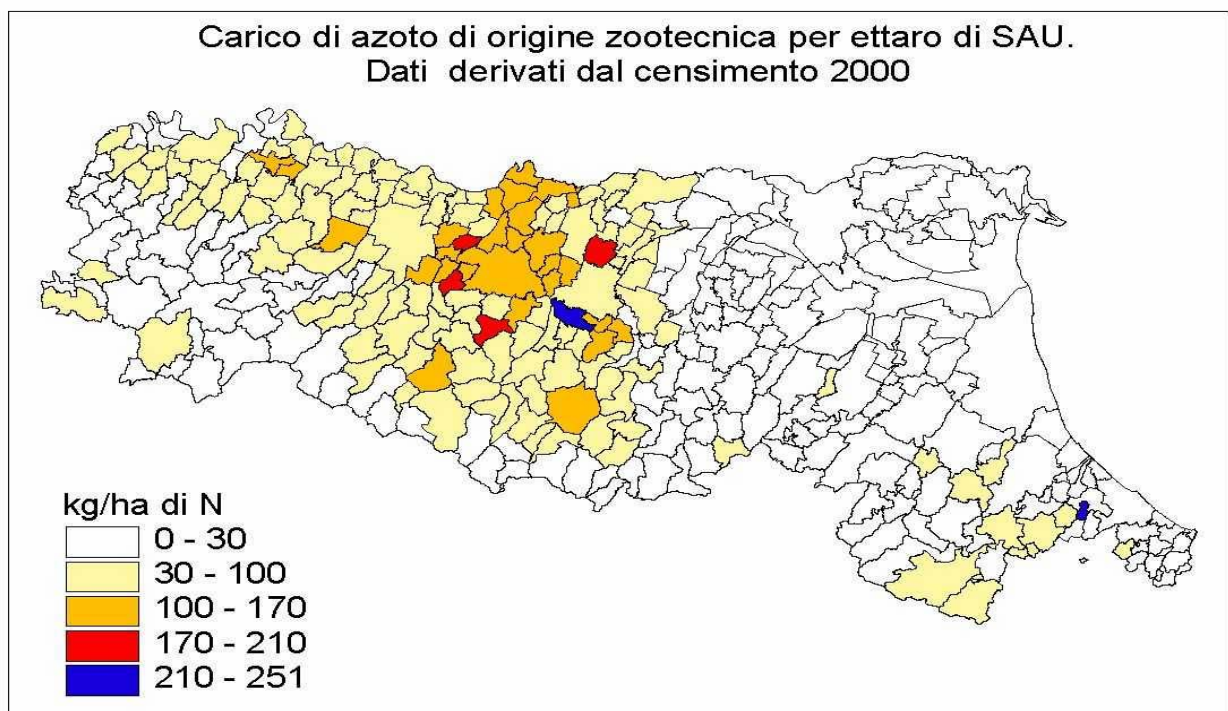 Carico di azoto di origine zootecnica per ettaro di SAU.
Dati derivati dal censimento 2000
kg/ha di N
0 - 30
30 - 100
100 - 170
170 - 210
210 - 251